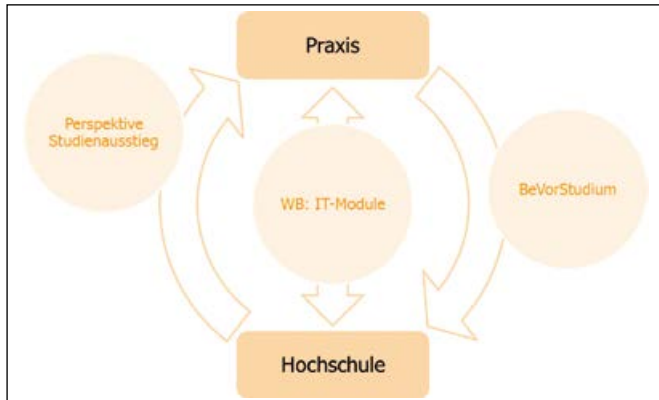 Praxis
Perspektive
Studienausstieg
WB: IT-Module
BeVorStudium
Hochschule